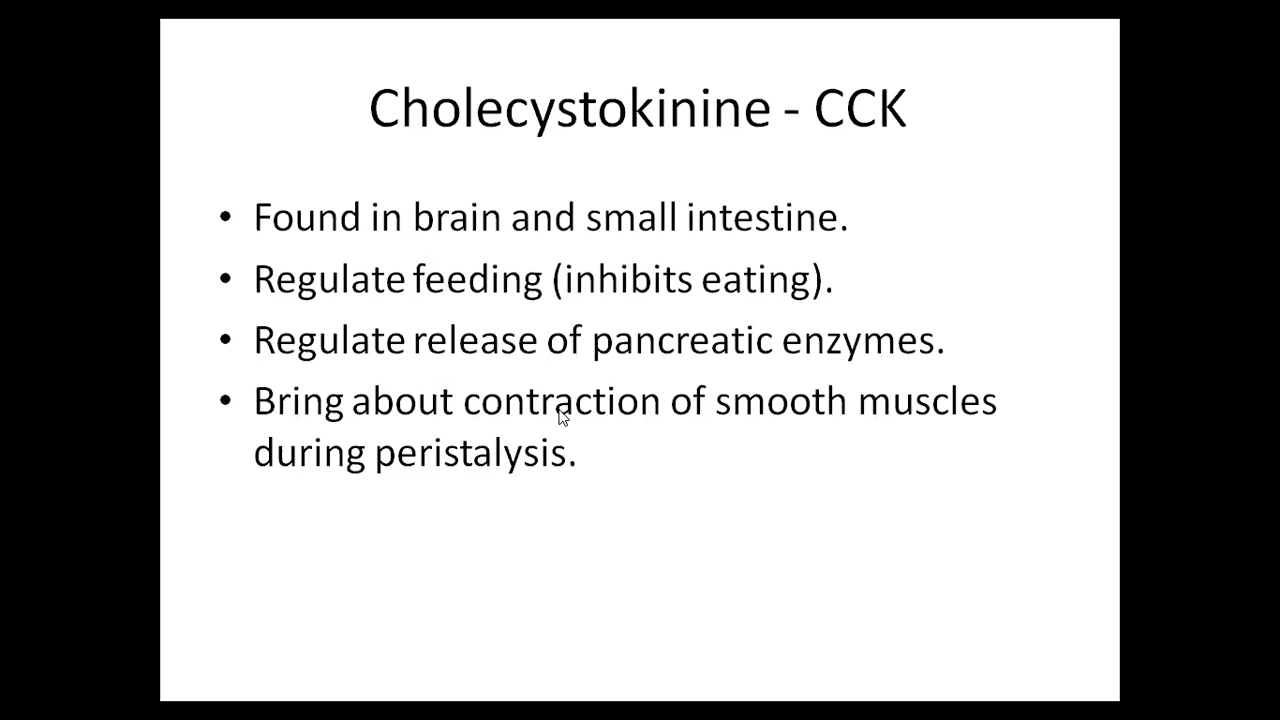 Cholecystokinine - CCK
• Found in brain and small intestine.
• Regulate feeding (inhibits eating).
• Regulate release of pancreatic enzymes.
• Bring about contraction of smooth muscles
during peristalysis.